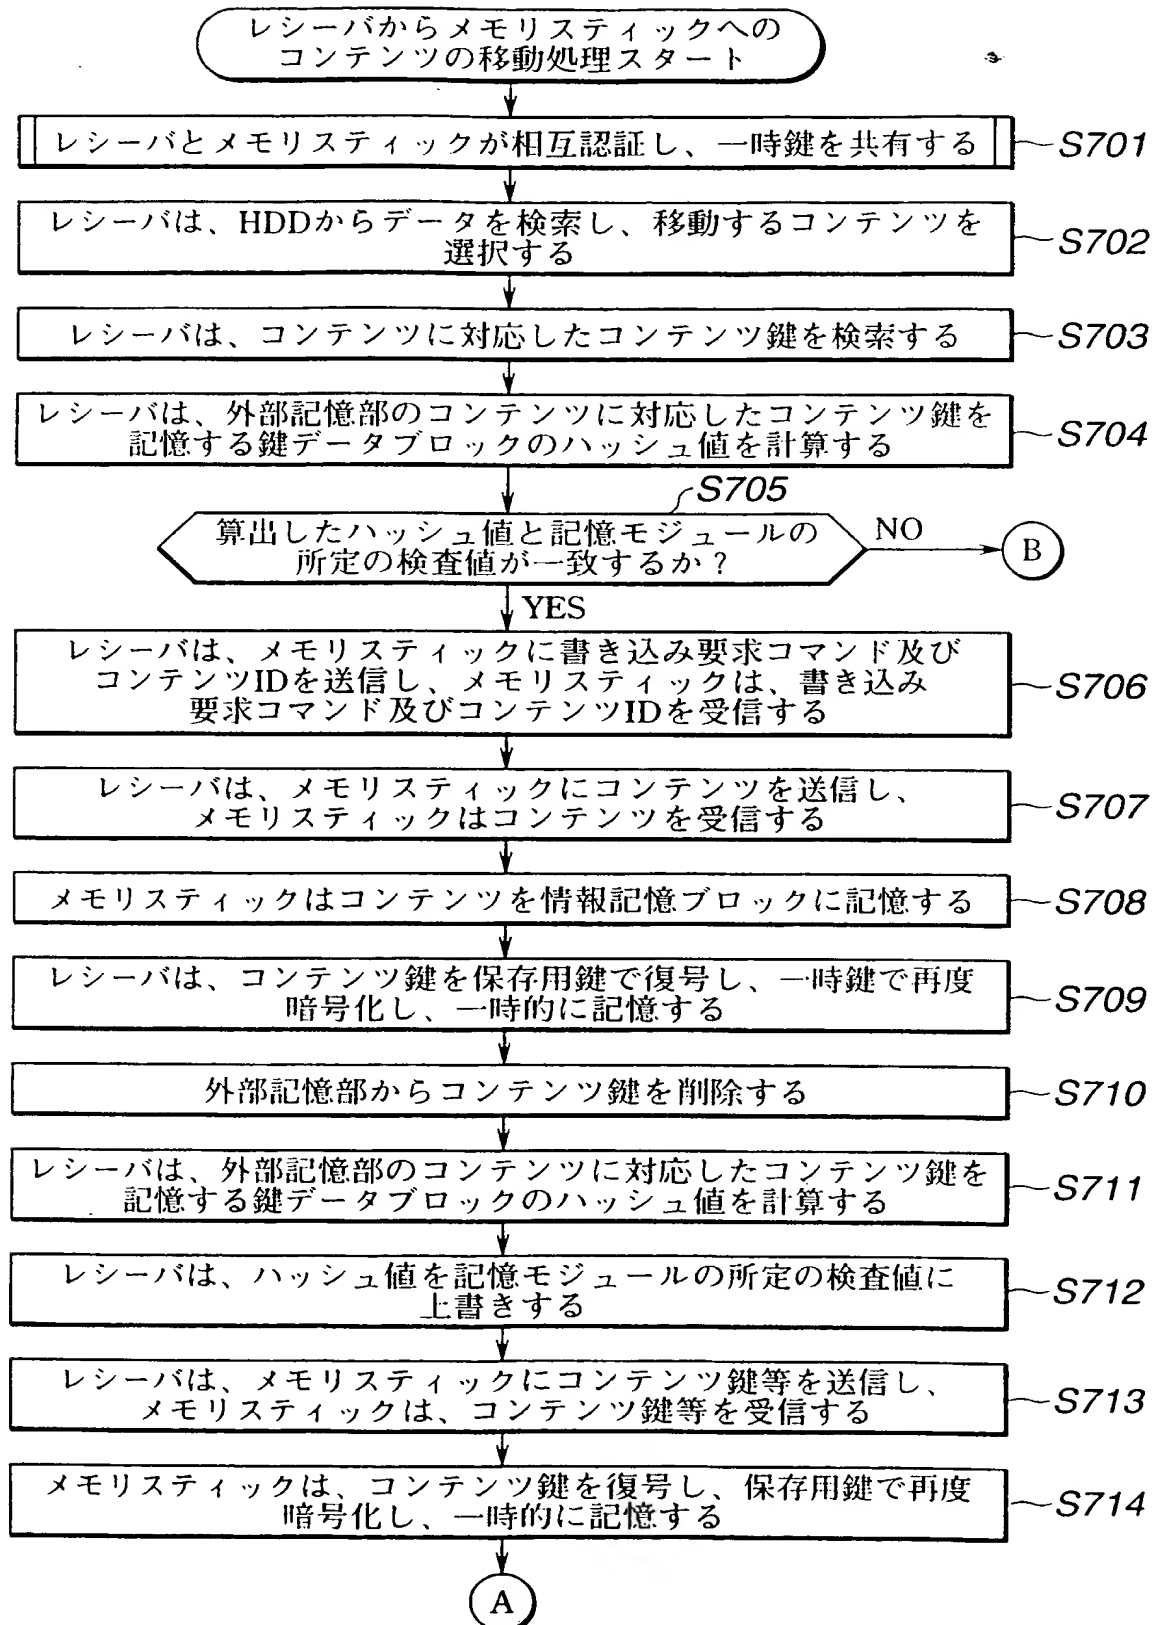 レシーバからメモリスティックへの
コンテンツの移動処理スタート
レシーバとメモリスティックが相互認証し、一時鍵を共有する
S701
レシーバは、HDDからデータを検索し、移動するコンテンツを
選択する
S702
レシーバは、コンテンツに対応したコンテンツ鍵を検索する
S703
レシーバは、外部記憶部のコンテンツに対応したコンテンツ鍵を
記憶する鍵データブロックのハッシュ値を計算する
S704
S705
算出したハッシュ値と記憶モジュールの
所定の検査値が一致するか?
NO
B
YES
レシーバは、メモリスティックに書き込み要求コマンド及び
コンテンツIDを送信し、メモリスティックは、書き込み
要求コマンド及びコンテンツIDを受信する
S706
レシーバは、メモリスティックにコンテンツを送信し、
メモリスティックはコンテンツを受信する
S707
メモリスティックはコンテンツを情報記憶ブロックに記憶する
S708
レシーバは、コンテンツ鍵を保存用鍵で復号し、一時鍵で再度
暗号化し、一時的に記憶する
S709
外部記憶部からコンテンツ鍵を削除する
S710
レシーバは、外部記憶部のコンテンツに対応したコンテンツ鍵を
記憶する鍵データブロックのハッシュ値を計算する
S711
レシーバは、ハッシュ値を記憶モジュールの所定の検査値に
上書きする
S712
レシーバは、メモリスティックにコンテンツ鍵等を送信し、
メモリスティックは、コンテンツ鍵等を受信する
S713
メモリスティックは、コンテンツ鍵を復号し、保存用鍵で再度
暗号化し、一時的に記憶する
S714
A